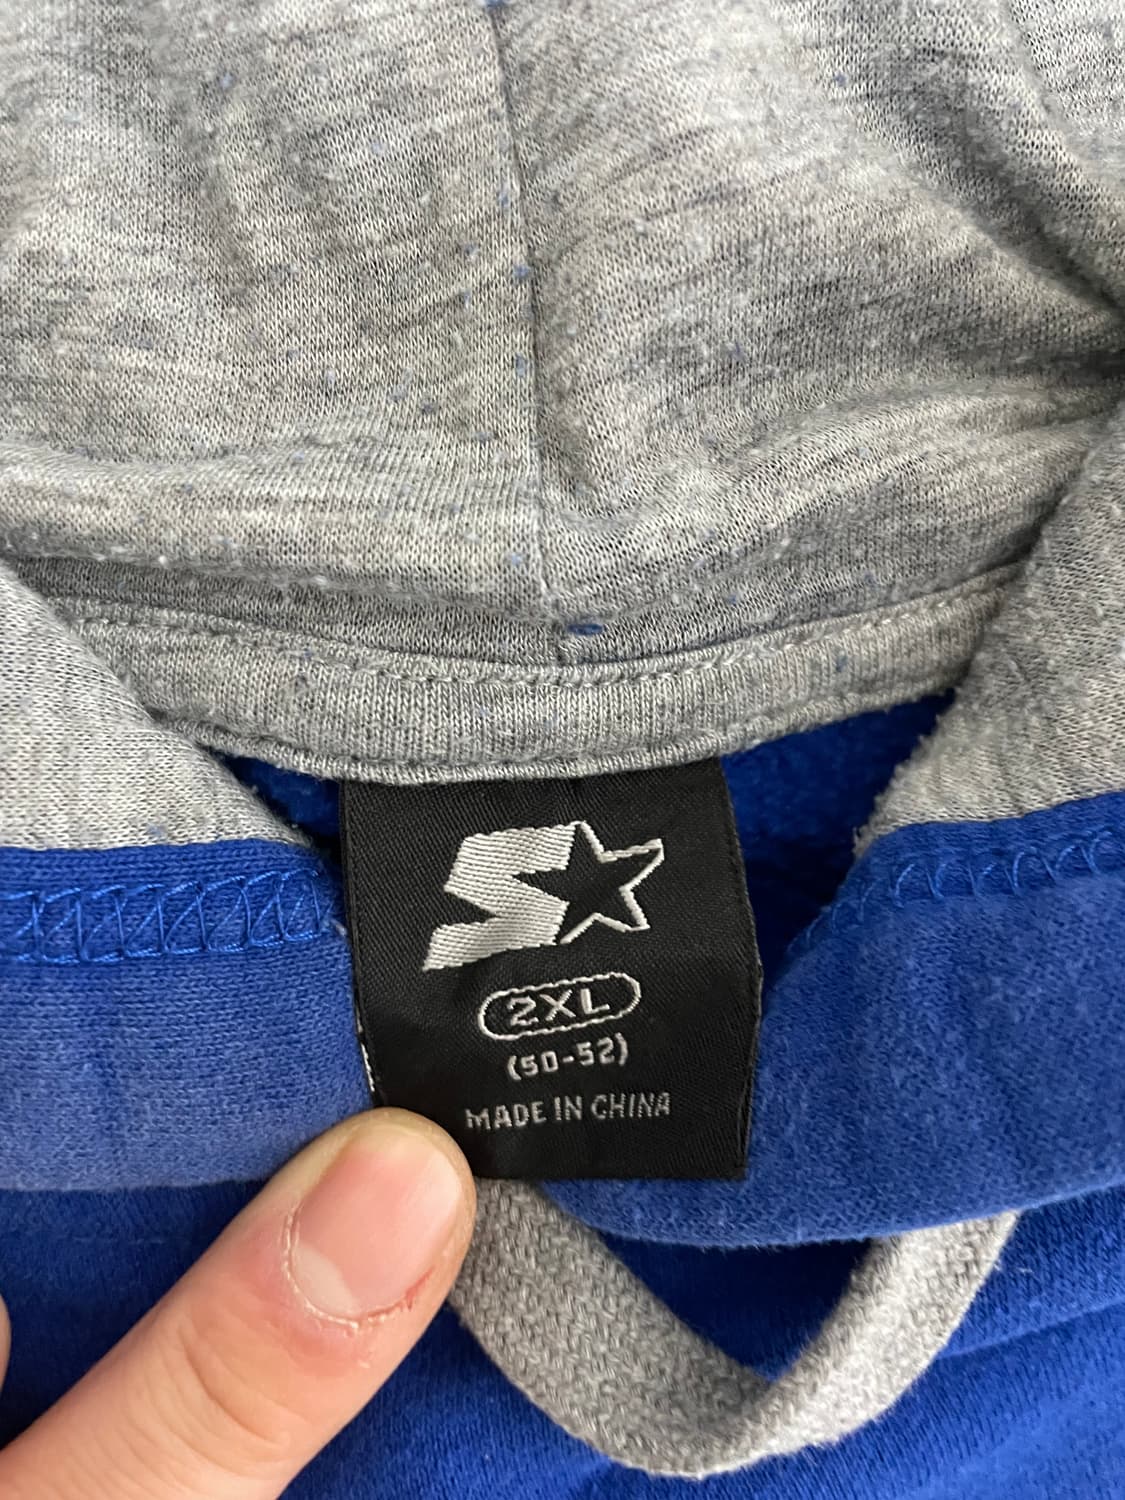 2XL
(50-52)
MADE IN CHINA